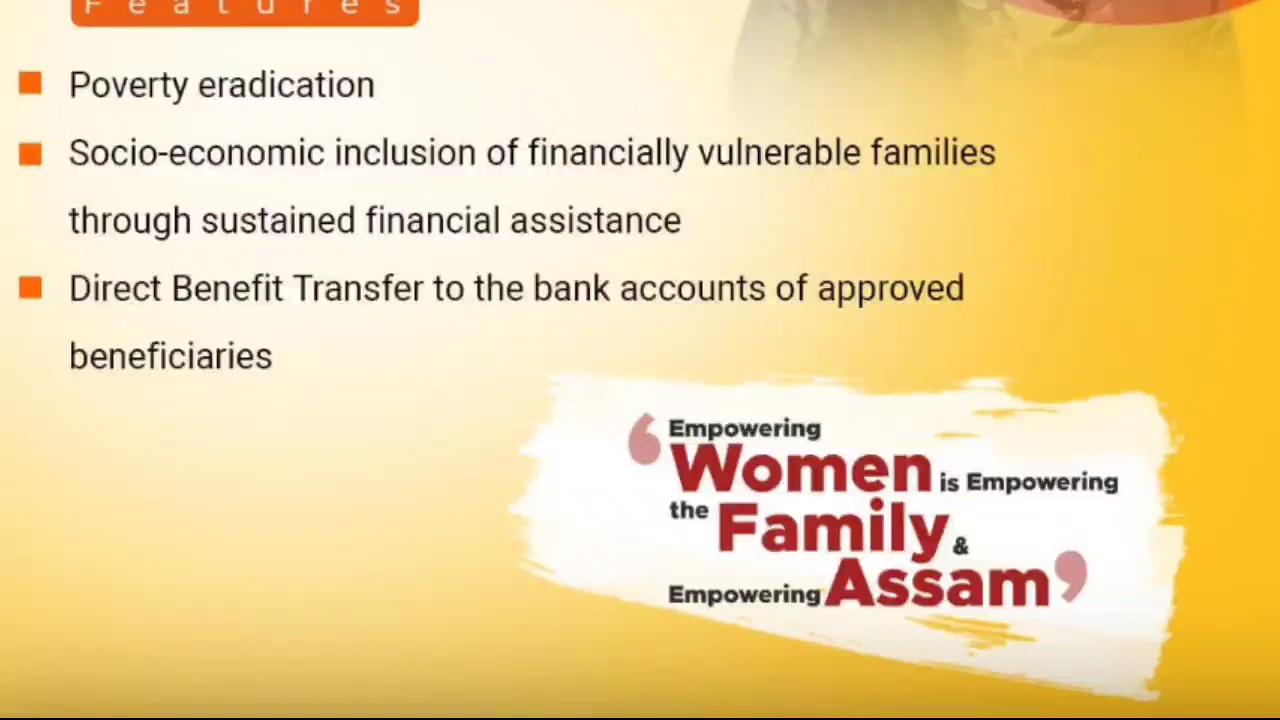 Features
Poverty eradication
Socio-economic inclusion of financially vulnerable families
through sustained financial assistance
Direct Benefit Transfer to the bank accounts of approved
beneficiaries
‘Empowering
Women is Empowering
the Family &
Empowering Assam’